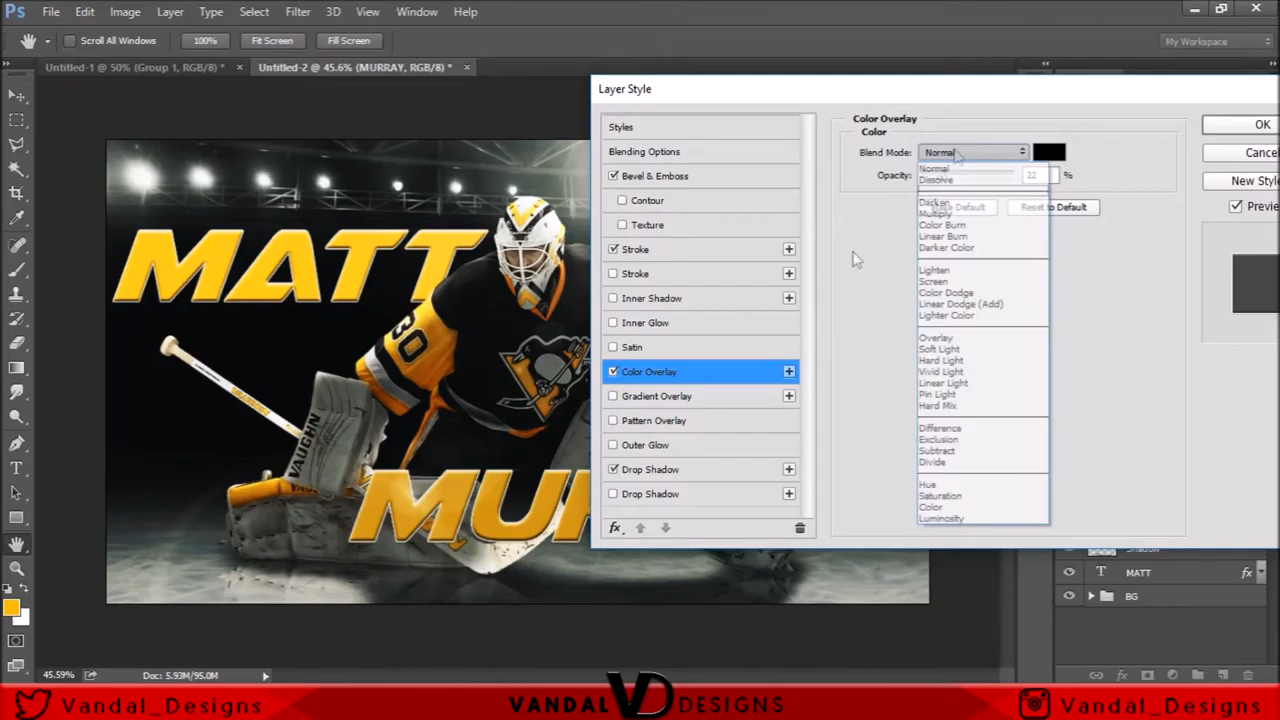 Ps File Edit Image Layer Type Select Filter 3D View Window Help
Scroll All Windows 100% Fit Screen Fill Screen My Workspace
Untitled-1 @ 50% (Group 1, RGB/8) * × Untitled-2 @ 45.6% (MURRAY, RGB/8) * ×
Layer Style
Styles
Blending Options
Bevel & Emboss
Contour
Texture
Stroke
Stroke
Inner Shadow
Inner Glow
Satin
Color Overlay
Gradient Overlay
Pattern Overlay
Outer Glow
Drop Shadow
Drop Shadow
fx
Color Overlay
Color
Blend Mode: Normal
Opacity: 22 %
Default Reset to Default
Normal
Dissolve
Darken
Multiply
Color Burn
Linear Burn
Darker Color
Lighten
Screen
Color Dodge
Linear Dodge (Add)
Lighter Color
Overlay
Soft Light
Hard Light
Vivid Light
Linear Light
Pin Light
Hard Mix
Difference
Exclusion
Subtract
Divide
Hue
Saturation
Color
Luminosity
OK
Cance
New Style
Preview
MATT
30
VAUGHN
MUR
Shadow
T MATT fx
BG
fx
45.59% Doc: 5.93M/95.0M
Vandal_Designs
VANDAL VD DESIGNS
Vandal_Designs